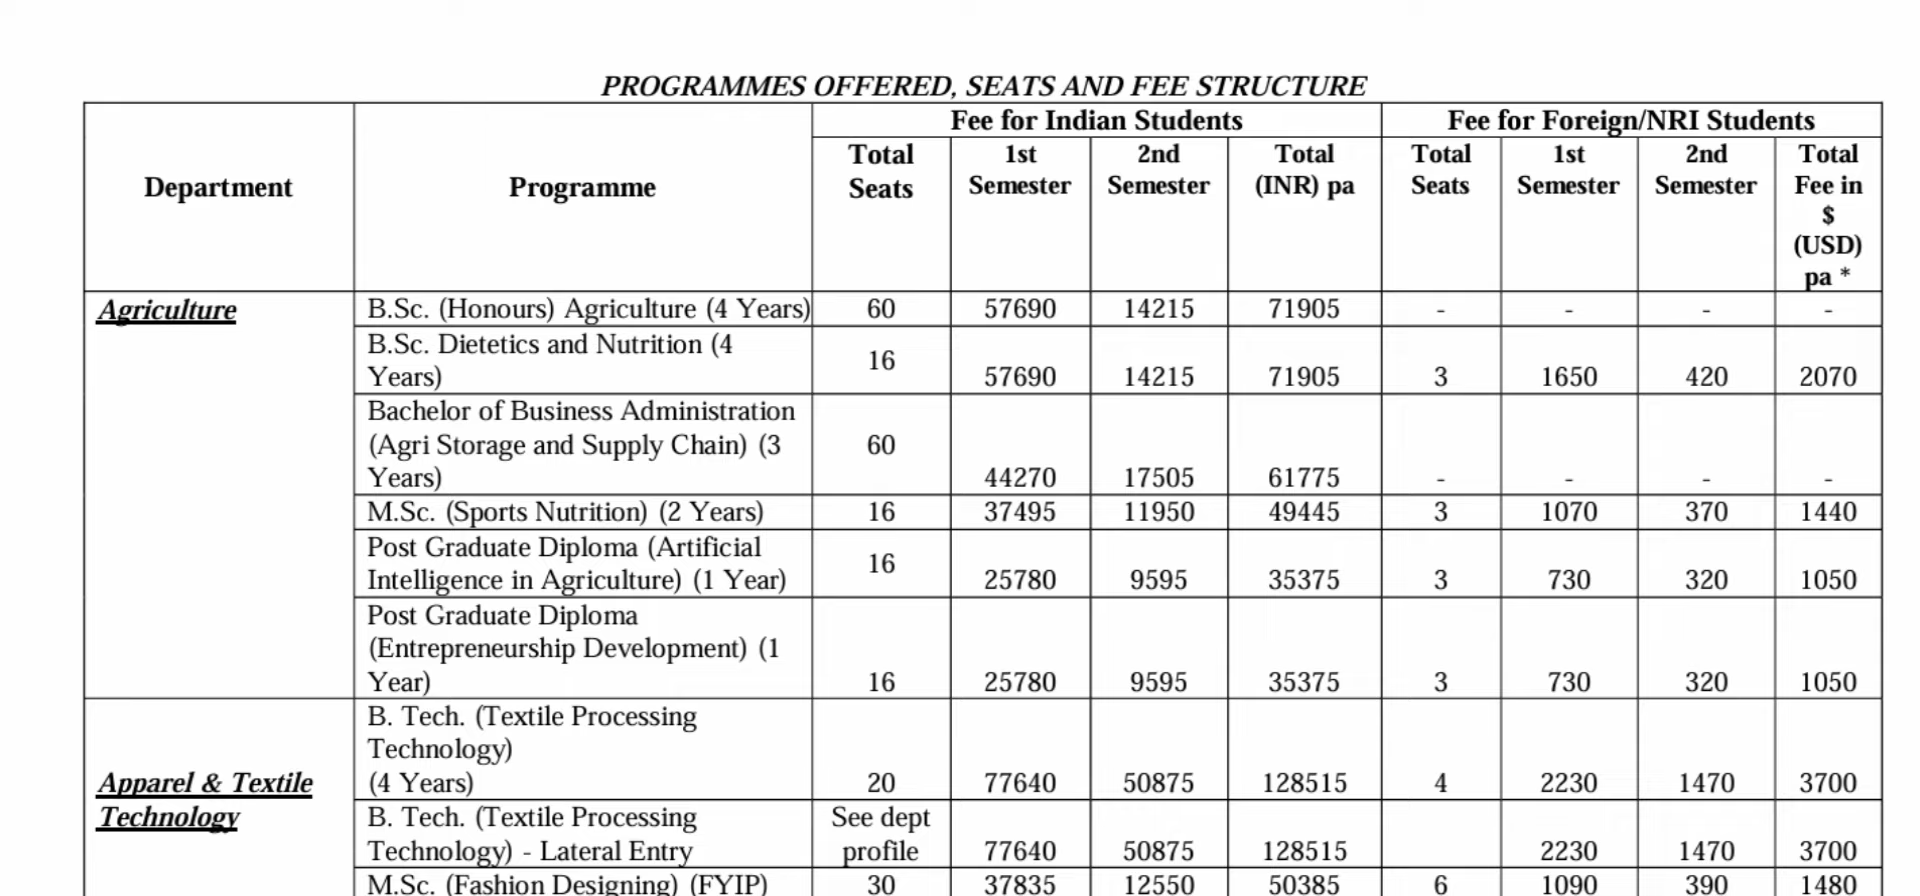 PROGRAMMES OFFERED, SEATS AND FEE STRUCTURE
Department Programme Fee for Indian Students Fee for Foreign/NRI Students
Total Seats 1st Semester 2nd Semester Total (INR) pa Total Seats 1st Semester 2nd Semester Total Fee in $ (USD) pa *
Agriculture B.Sc. (Honours) Agriculture (4 Years) 60 57690 14215 71905 - - - -
B.Sc. Dietetics and Nutrition (4
Years) 16 57690 14215 71905 3 1650 420 2070
Bachelor of Business Administration
(Agri Storage and Supply Chain) (3
Years) 60 44270 17505 61775 - - - -
M.Sc. (Sports Nutrition) (2 Years) 16 37495 11950 49445 3 1070 370 1440
Post Graduate Diploma (Artificial
Intelligence in Agriculture) (1 Year) 16 25780 9595 35375 3 730 320 1050
Post Graduate Diploma
(Entrepreneurship Development) (1
Year) 16 25780 9595 35375 3 730 320 1050
Apparel & Textile
Technology
B. Tech. (Textile Processing
Technology)
(4 Years) 20 77640 50875 128515 4 2230 1470 3700
B. Tech. (Textile Processing
Technology) - Lateral Entry See dept profile 77640 50875 128515 2230 1470 3700
M.Sc. (Fashion Designing) (FYIP) 30 37835 12550 50385 6 1090 390 1480